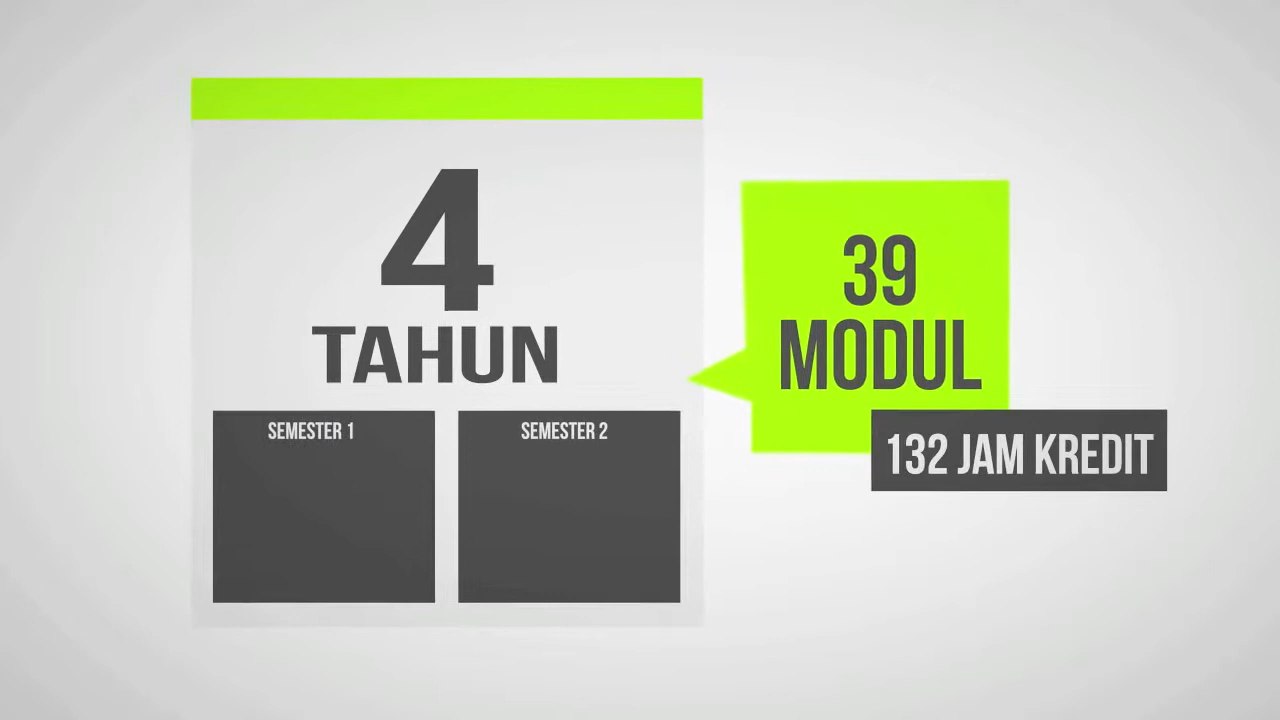 4
TAHUN
SEMESTER 1
SEMESTER 2
39
MODUL
132 JAM KREDIT